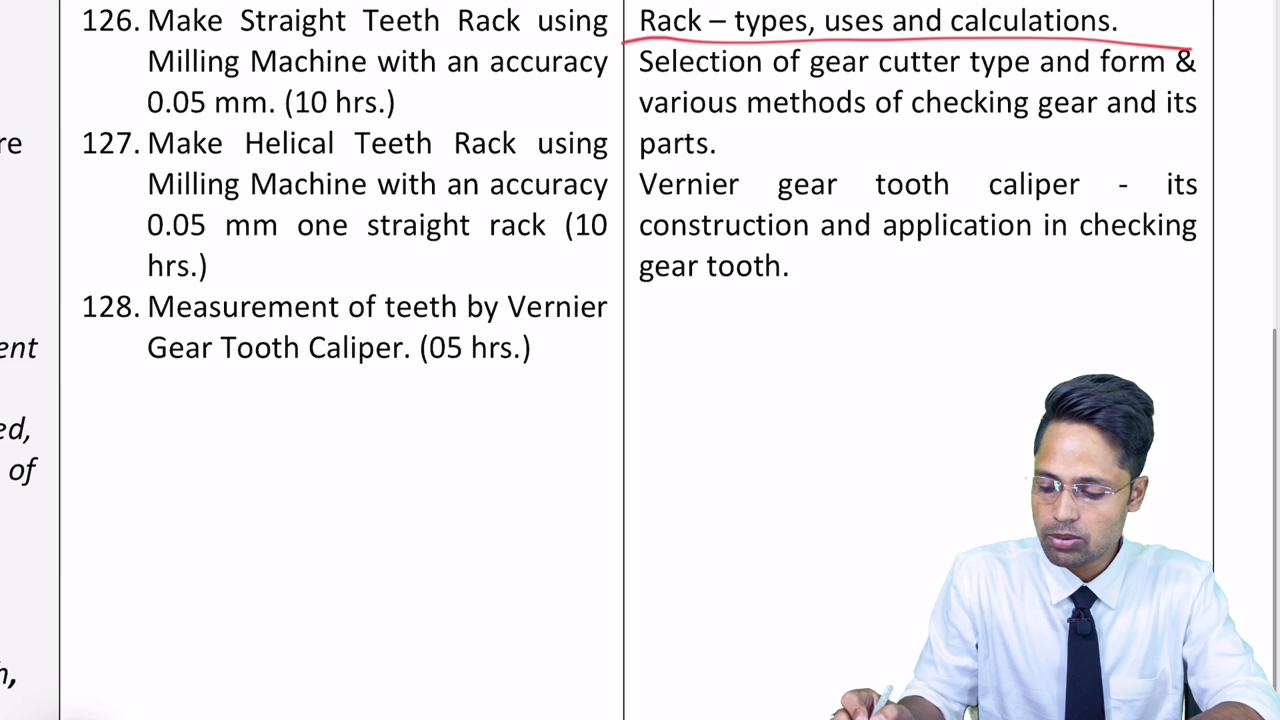 126. Make Straight Teeth Rack using
Milling Machine with an accuracy
0.05 mm. (10 hrs.)
127. Make Helical Teeth Rack using
Milling Machine with an accuracy
0.05 mm one straight rack (10
hrs.)
128. Measurement of teeth by Vernier
Gear Tooth Caliper. (05 hrs.)
Rack – types, uses and calculations.
Selection of gear cutter type and form &
various methods of checking gear and its
parts.
Vernier gear tooth caliper - its
construction and application in checking
gear tooth.
of